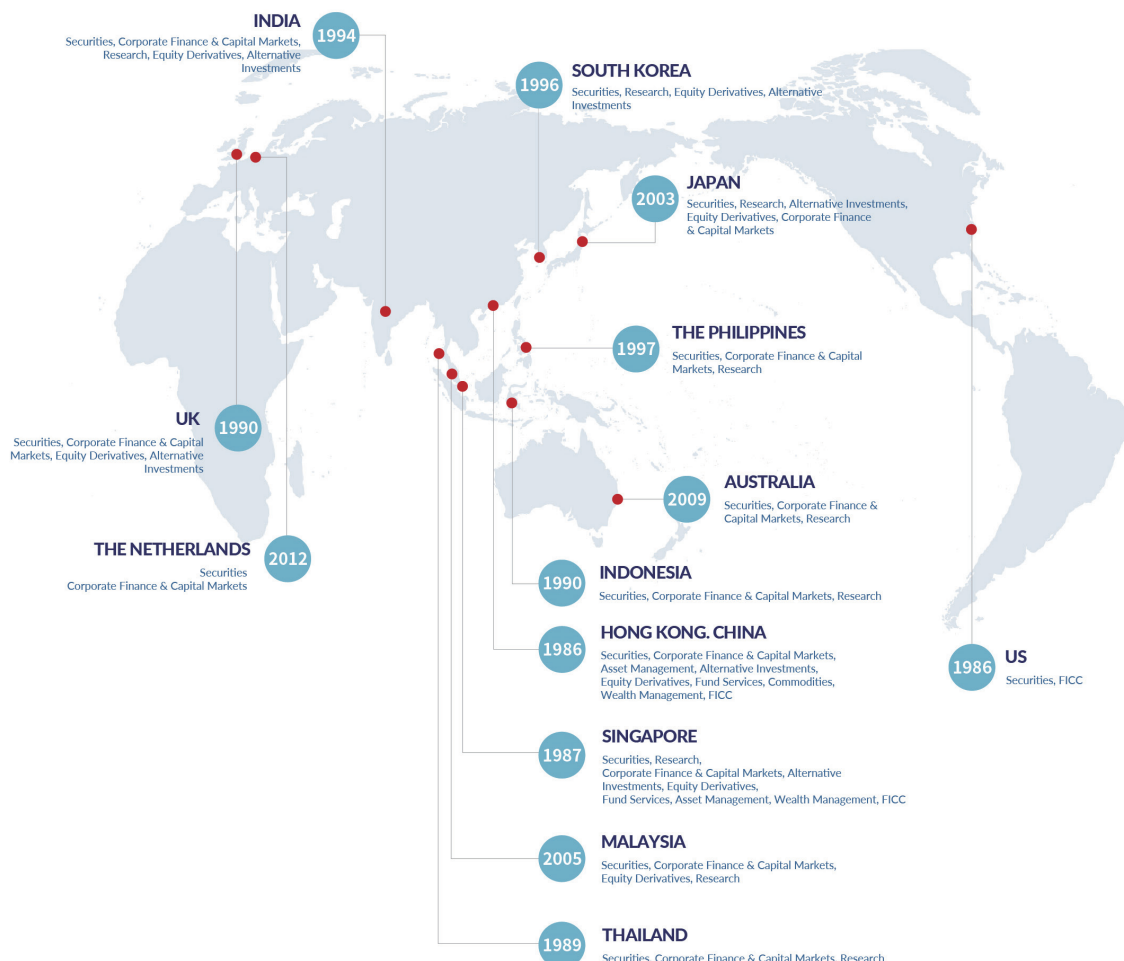 INDIA
1994
Securities, Corporate Finance & Capital Markets,
Research, Equity Derivatives, Alternative
Investments
1996
SOUTH KOREA
Securities, Research, Equity Derivatives, Alternative
Investments
2003
JAPAN
Securities, Research, Alternative Investments,
Equity Derivatives, Corporate Finance
& Capital Markets
1997
THE PHILIPPINES
Securities, Corporate Finance & Capital
Markets, Research
UK
1990
Securities, Corporate Finance & Capital
Markets, Equity Derivatives, Alternative
Investments
2009
AUSTRALIA
Securities, Corporate Finance &
Capital Markets, Research
THE NETHERLANDS
2012
Securities
Corporate Finance & Capital Markets
1990
INDONESIA
Securities, Corporate Finance & Capital Markets, Research
1986
HONG KONG. CHINA
Securities, Corporate Finance & Capital Markets,
Asset Management, Alternative Investments,
Equity Derivatives, Fund Services, Commodities,
Wealth Management, FICC
1986
US
Securities, FICC
1987
SINGAPORE
Securities, Research,
Corporate Finance & Capital Markets, Alternative
Investments, Equity Derivatives,
Fund Services, Asset Management, Wealth Management, FICC
2005
MALAYSIA
Securities, Corporate Finance & Capital Markets,
Equity Derivatives, Research
1989
THAILAND
Securities, Corporate Finance & Capital Markets, Research